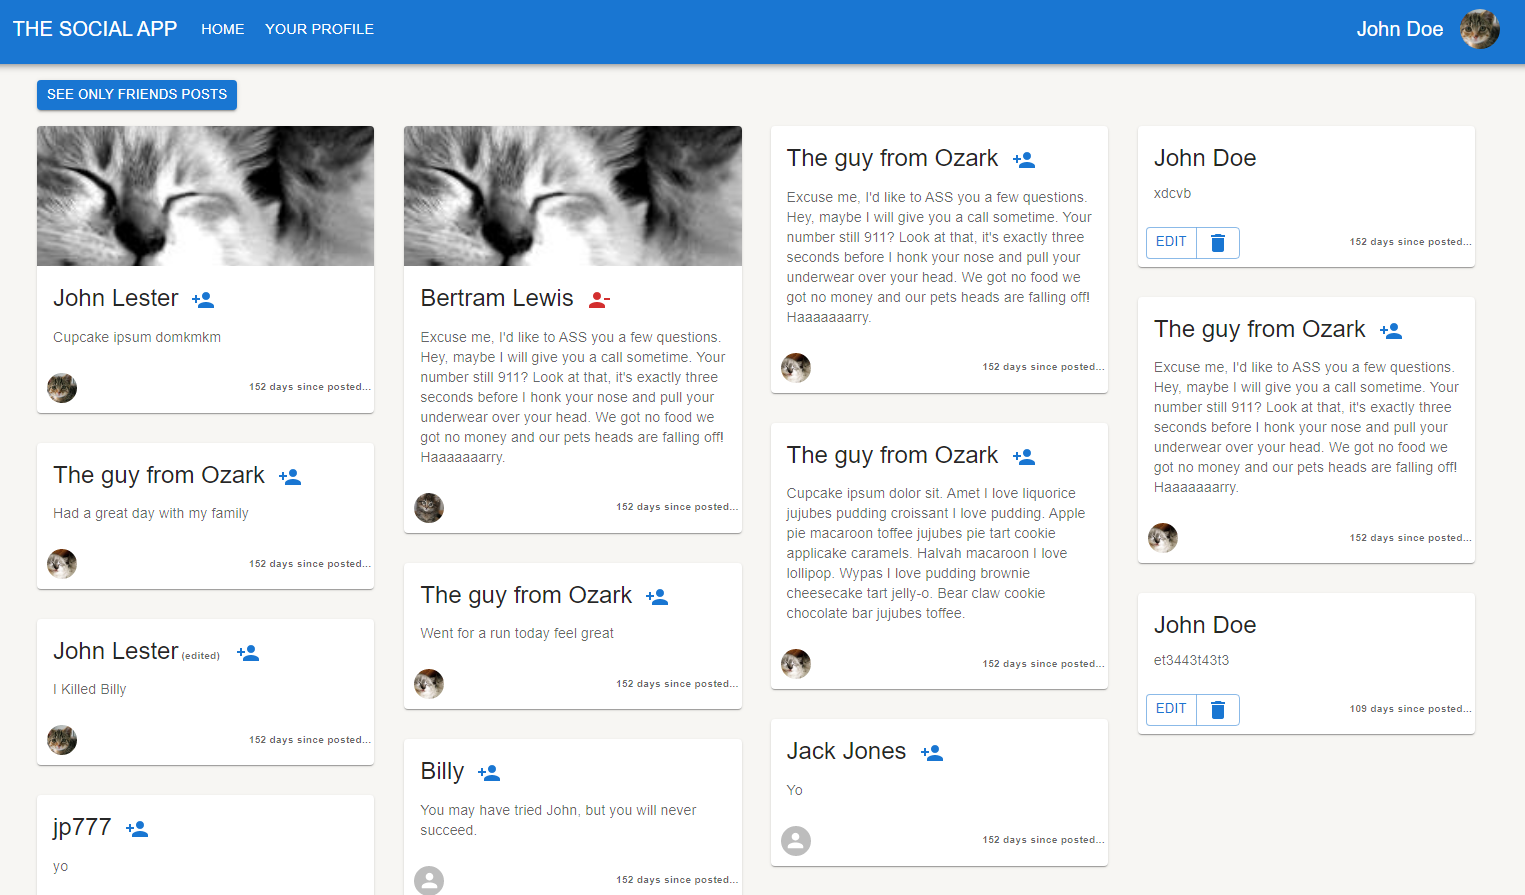 THE SOCIAL APP
HOME
YOUR PROFILE
John Doe
SEE ONLY FRIENDS POSTS
John Lester
Cupcake ipsum domkmkm
152 days since posted...
The guy from Ozark
Had a great day with my family
152 days since posted...
John Lester (edited)
I Killed Billy
152 days since posted...
jp777
yo
Bertram Lewis
Excuse me, I'd like to ASS you a few questions.
Hey, maybe I will give you a call sometime. Your
number still 911? Look at that, it's exactly three
seconds before I honk your nose and pull your
underwear over your head. We got no food we
got no money and our pets heads are falling off!
Haaaaaaarry.
152 days since posted...
The guy from Ozark
Went for a run today feel great
152 days since posted...
Billy
You may have tried John, but you will never
succeed.
152 days since posted...
The guy from Ozark
Excuse me, I'd like to ASS you a few questions.
Hey, maybe I will give you a call sometime. Your
number still 911? Look at that, it's exactly three
seconds before I honk your nose and pull your
underwear over your head. We got no food we
got no money and our pets heads are falling off!
Haaaaaaarry.
152 days since posted...
The guy from Ozark
Cupcake ipsum dolor sit. Amet I love liquorice
jujubes pudding croissant I love pudding. Apple
pie macaroon toffee jujubes pie tart cookie
applicake caramels. Halvah macaroon I love
lollipop. Wypas I love pudding brownie
cheesecake tart jelly-o. Bear claw cookie
chocolate bar jujubes toffee.
152 days since posted...
Jack Jones
Yo
152 days since posted...
John Doe
xdcvb
EDIT
152 days since posted...
The guy from Ozark
Excuse me, I'd like to ASS you a few questions.
Hey, maybe I will give you a call sometime. Your
number still 911? Look at that, it's exactly three
seconds before I honk your nose and pull your
underwear over your head. We got no food we
got no money and our pets heads are falling off!
Haaaaaaarry.
152 days since posted...
John Doe
et3443t43t3
EDIT
109 days since posted...